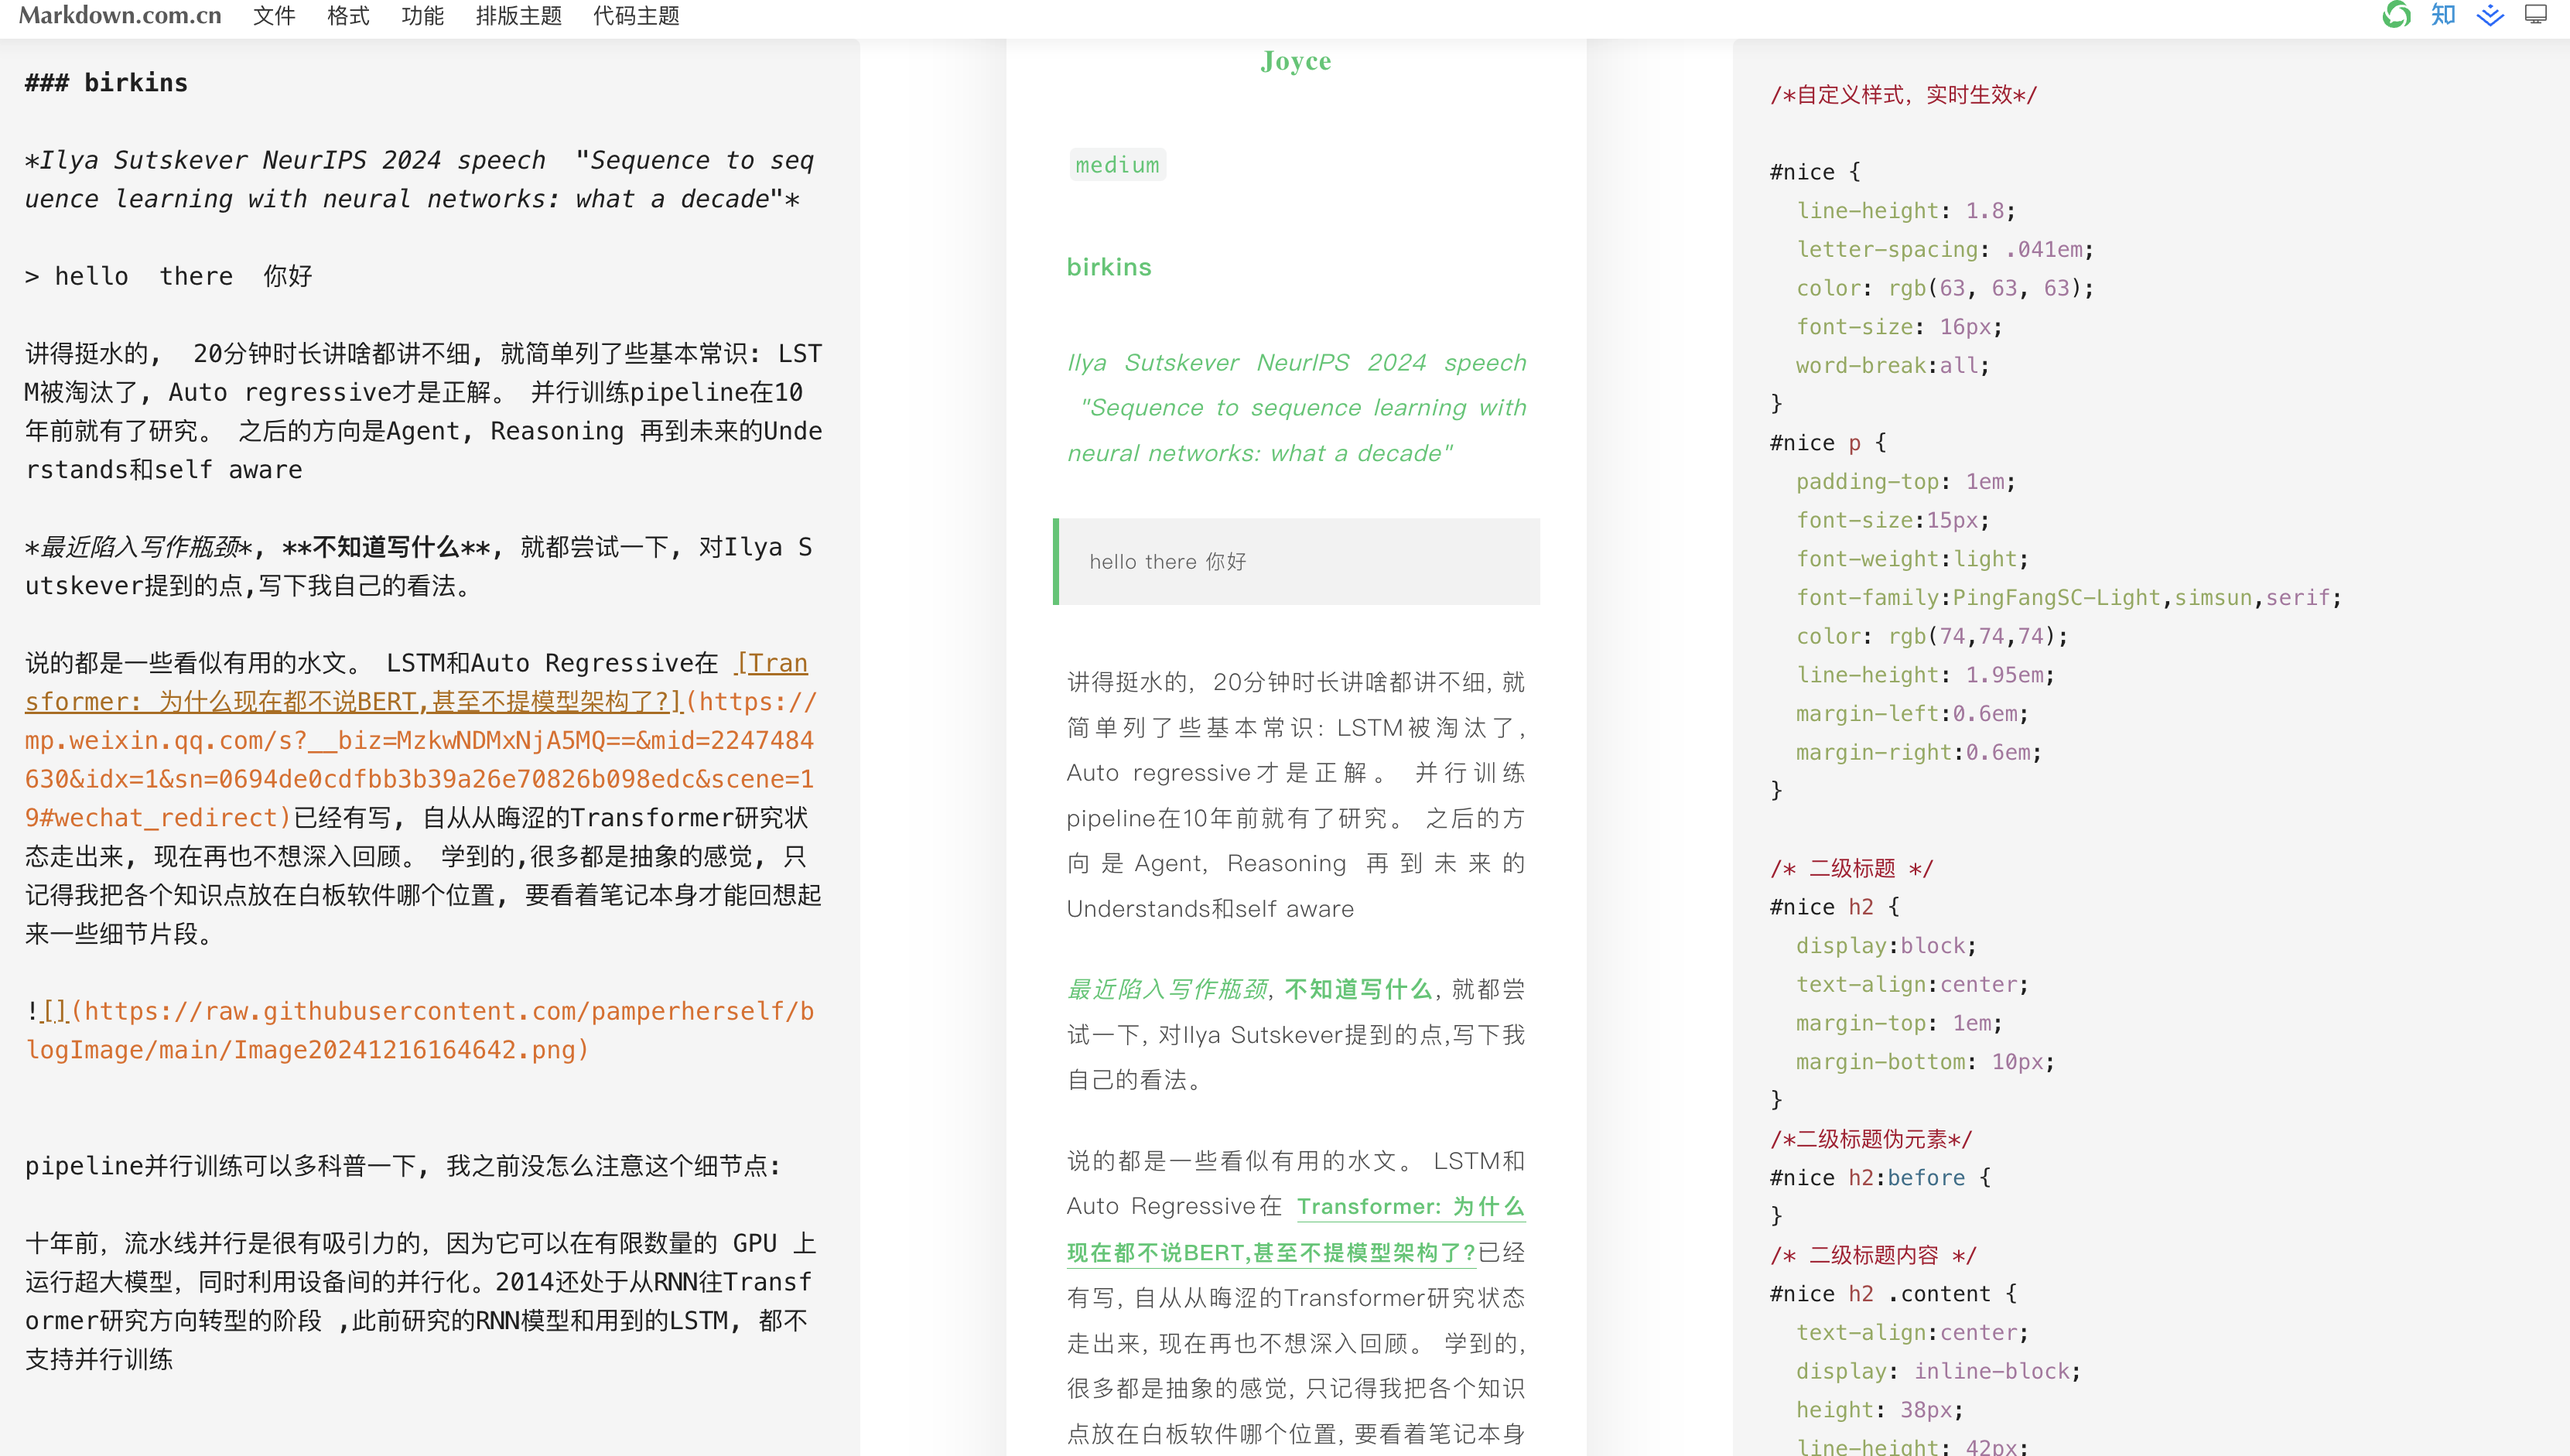 Markdown.com.cn 文件 格式 功能 排版主题 代码主题 知
### birkins
*Ilya Sutskever NeurIPS 2024 speech  "Sequence to seq
uence learning with neural networks: what a decade"*
> hello  there  你好
讲得挺水的,  20分钟时长讲啥都讲不细, 就简单列了些基本常识: LST
M被淘汰了, Auto regressive才是正解。 并行训练pipeline在10
年前就有了研究。 之后的方向是Agent, Reasoning 再到未来的Unde
rstands和self aware
*最近陷入写作瓶颈*, **不知道写什么**, 就都尝试一下, 对Ilya S
utskever提到的点,写下我自己的看法。
说的都是一些看似有用的水文。 LSTM和Auto Regressive在 [Tran
sformer: 为什么现在都不说BERT,甚至不提模型架构了?](https://
mp.weixin.qq.com/s?__biz=MzkwNDMxNjA5MQ==&mid=2247484
630&idx=1&sn=0694de0cdfbb3b39a26e70826b098edc&scene=1
9#wechat_redirect)已经有写, 自从从晦涩的Transformer研究状
态走出来, 现在再也不想深入回顾。 学到的,很多都是抽象的感觉, 只
记得我把各个知识点放在白板软件哪个位置, 要看着笔记本身才能回想起
来一些细节片段。
![](https://raw.githubusercontent.com/pamperherself/b
logImage/main/Image20241216164642.png)
pipeline并行训练可以多科普一下, 我之前没怎么注意这个细节点:
十年前，流水线并行是很有吸引力的，因为它可以在有限数量的 GPU 上
运行超大模型，同时利用设备间的并行化。2014还处于从RNN往Transf
ormer研究方向转型的阶段 ,此前研究的RNN模型和用到的LSTM, 都不
支持并行训练
Joyce
medium
birkins
Ilya Sutskever NeurIPS 2024 speech
"Sequence to sequence learning with
neural networks: what a decade"
hello there 你好
讲得挺水的, 20分钟时长讲啥都讲不细, 就
简单列了些基本常识: LSTM被淘汰了,
Auto regressive才是正解。 并行训练
pipeline在10年前就有了研究。 之后的方
向是Agent, Reasoning 再到未来的
Understands和self aware
最近陷入写作瓶颈, 不知道写什么, 就都尝
试一下, 对Ilya Sutskever提到的点,写下我
自己的看法。
说的都是一些看似有用的水文。 LSTM和
Auto Regressive在 Transformer: 为什么
现在都不说BERT,甚至不提模型架构了?已经
有写, 自从从晦涩的Transformer研究状态
走出来, 现在再也不想深入回顾。 学到的,
很多都是抽象的感觉, 只记得我把各个知识
点放在白板软件哪个位置, 要看着笔记本身
/*自定义样式，实时生效*/
#nice {
  line-height: 1.8;
  letter-spacing: .041em;
  color: rgb(63, 63, 63);
  font-size: 16px;
  word-break:all;
}
#nice p {
  padding-top: 1em;
  font-size:15px;
  font-weight:light;
  font-family:PingFangSC-Light,simsun,serif;
  color: rgb(74,74,74);
  line-height: 1.95em;
  margin-left:0.6em;
  margin-right:0.6em;
}
/* 二级标题 */
#nice h2 {
  display:block;
  text-align:center;
  margin-top: 1em;
  margin-bottom: 10px;
}
/*二级标题伪元素*/
#nice h2:before {
}
/* 二级标题内容 */
#nice h2 .content {
  text-align:center;
  display: inline-block;
  height: 38px;
  line-height: 42px;